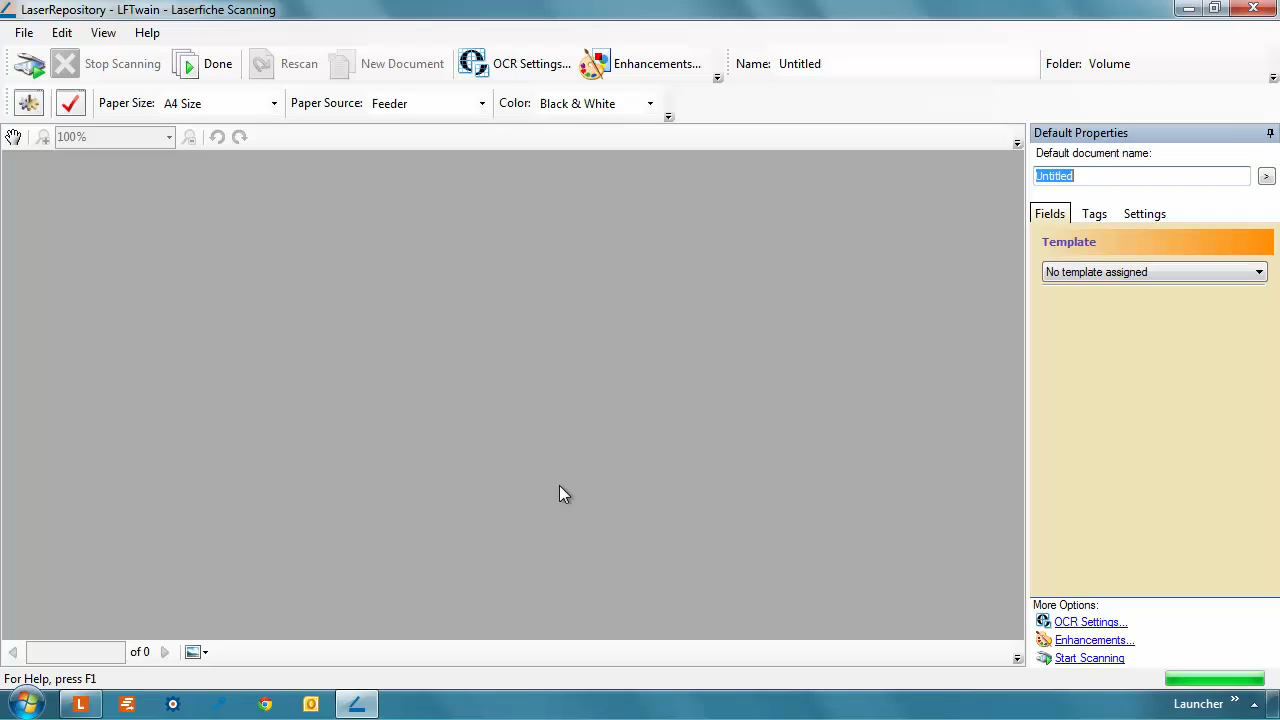 LaserRepository - LFTwain - Laserfiche Scanning
File Edit View Help
Stop Scanning Done Rescan New Document OCR Settings... Enhancements... Name: Untitled Folder: Volume
Paper Size: A4 Size Paper Source: Feeder Color: Black & White
100%
Default Properties
Default document name:
Untitled >
Fields Tags Settings
Template
No template assigned
More Options:
OCR Settings...
Enhancements...
Start Scanning
of 0
For Help, press F1
Launcher »